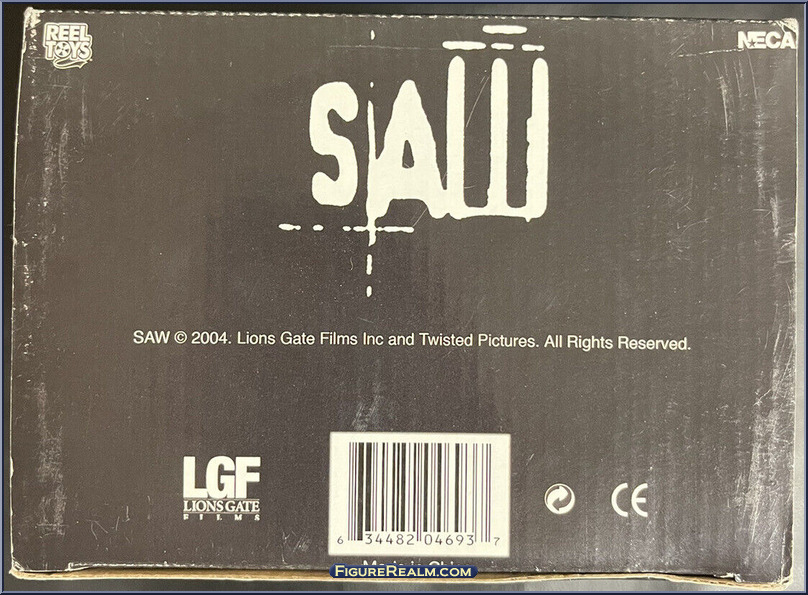 REEL
TOYS
NECA
SAW
SAW © 2004. Lions Gate Films Inc and Twisted Pictures. All Rights Reserved.
LGF
LIONS GATE
FILMS
CE
6 34482 04693 7
FIGUREREALM.COM